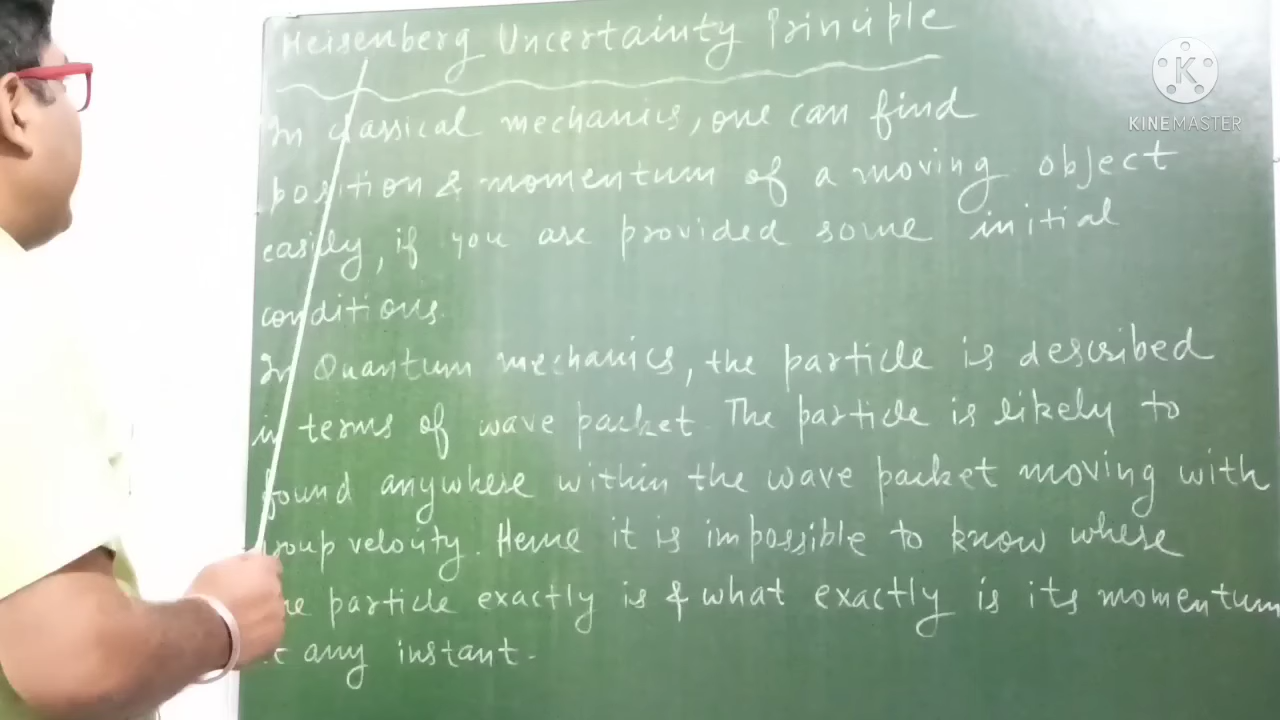 Heisenberg Uncertainty Principle
In classical mechanics, one can find
position & momentum of a moving object
easily, if you are provided some initial
conditions.
In Quantum mechanics, the particle is described
in terms of wave packet. The particle is likely to
found anywhere within the wave packet moving with
group velocity. Hence it is impossible to know where
the particle exactly is & what exactly is its momentum
at any instant.
K
KINEMASTER